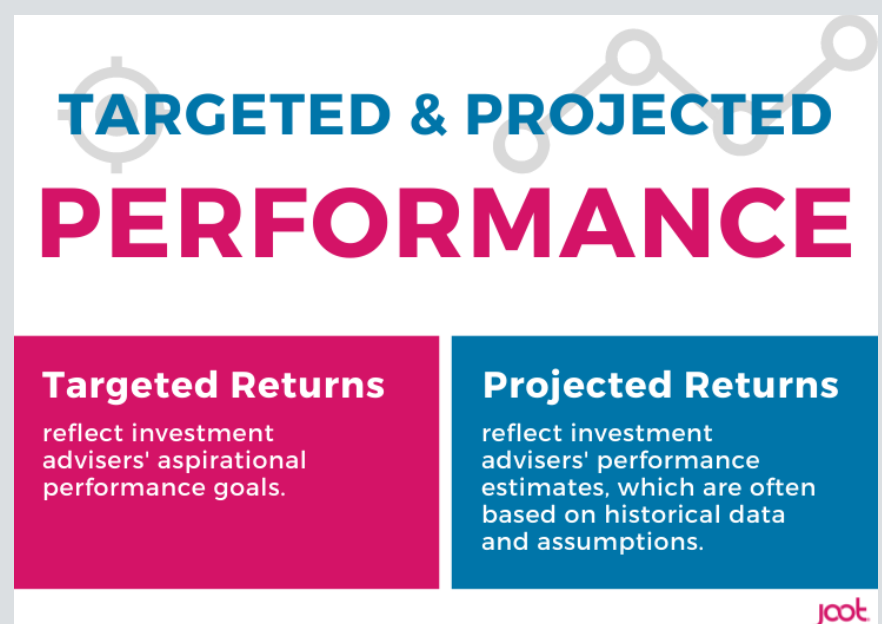 TARGETED & PROJECTED
PERFORMANCE
Targeted Returns
reflect investment
advisers' aspirational
performance goals.
Projected Returns
reflect investment
advisers' performance
estimates, which are often
based on historical data
and assumptions.
joot